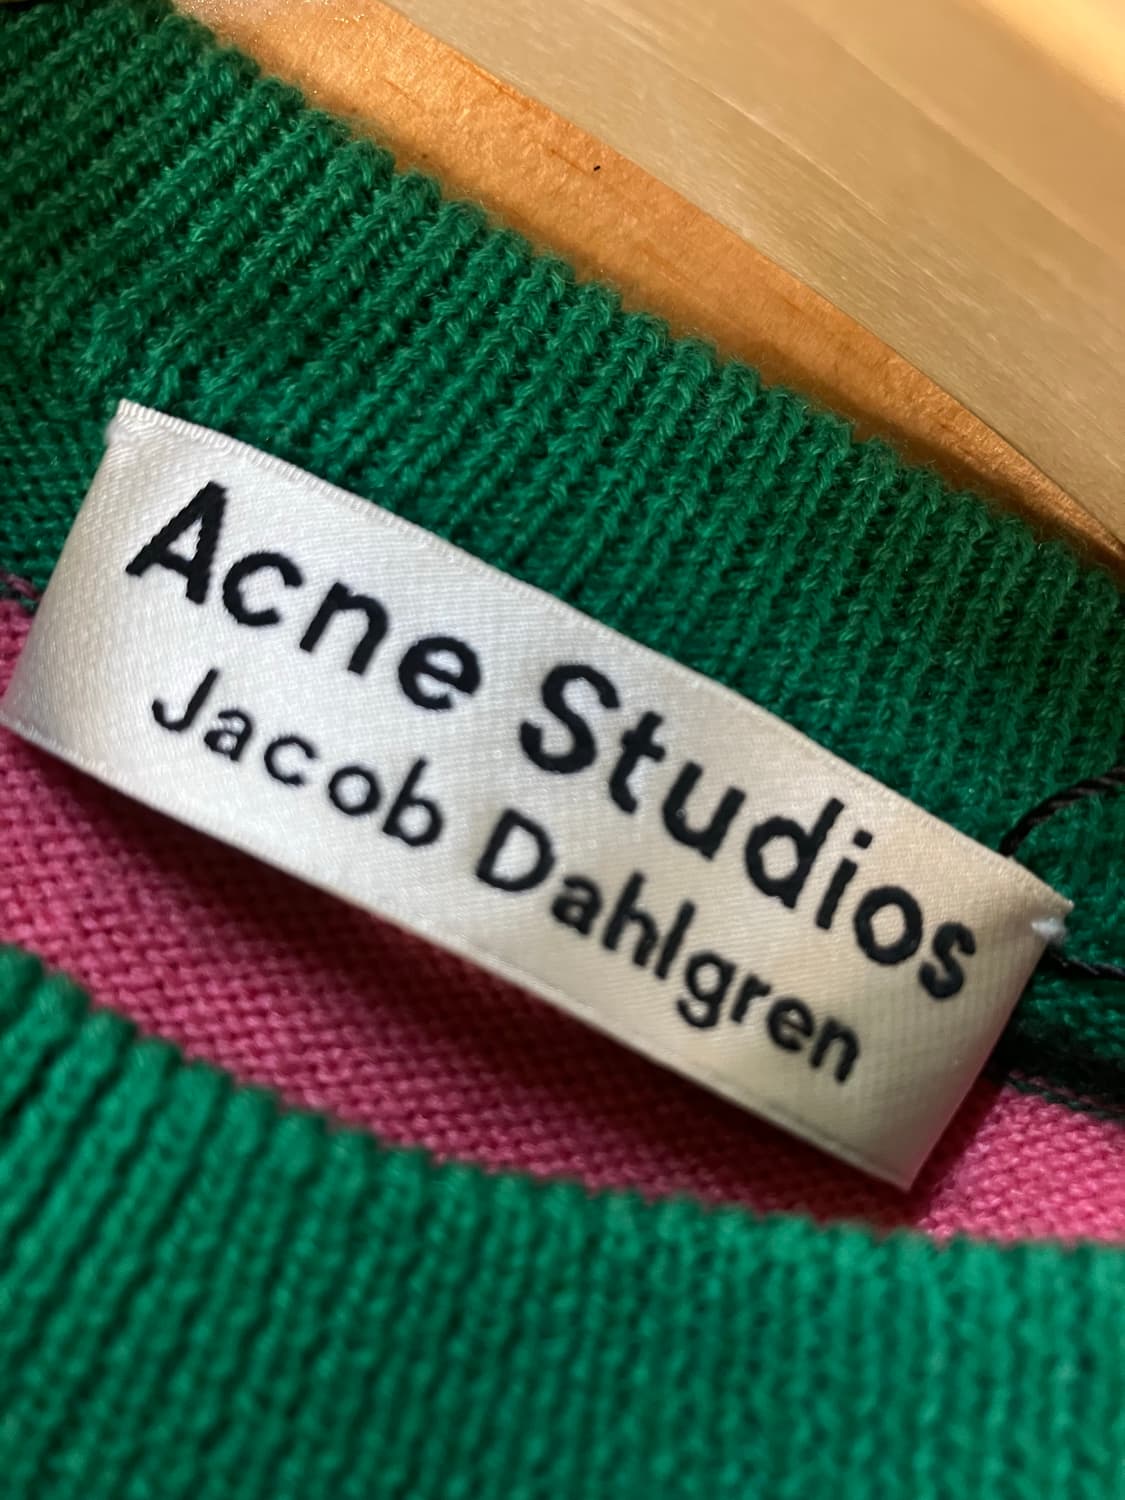 Acne Studios
Jacob Dahlgren